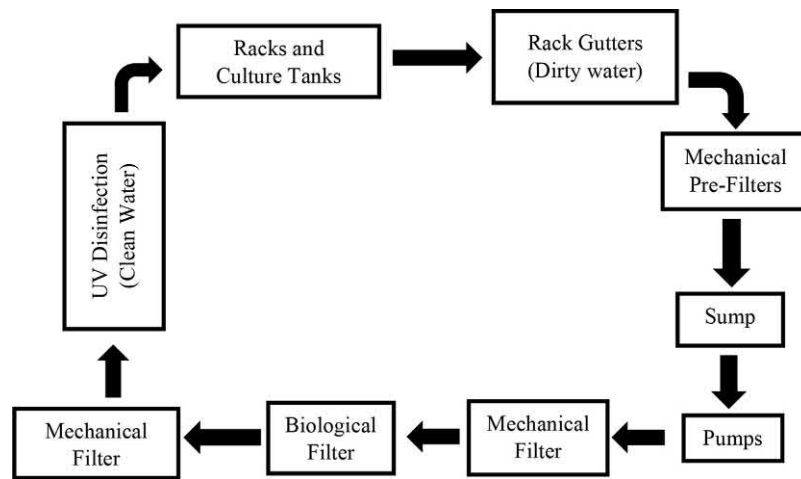 Racks and
Culture Tanks
Rack Gutters
(Dirty water)
Mechanical
Pre-Filters
Sump
Pumps
Mechanical
Filter
Biological
Filter
Mechanical
Filter
UV Disinfection
(Clean Water)